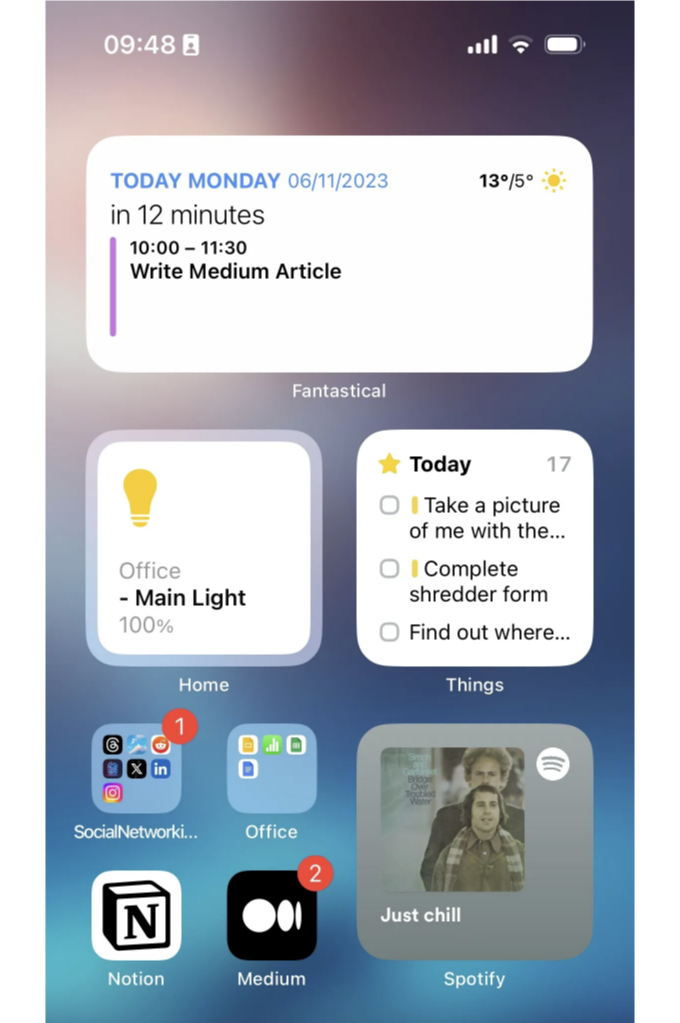 09:48
TODAY MONDAY 06/11/2023 13°/5°
in 12 minutes
10:00 – 11:30
Write Medium Article
Fantastical
Office
- Main Light
100%
Home
Today 17
Take a picture
of me with the...
Complete
shredder form
Find out where...
Things
1
SocialNetworki...
Office
N
Notion
2
Medium
Bridge
Over
Troubled
Water
Just chill
Spotify
X
in